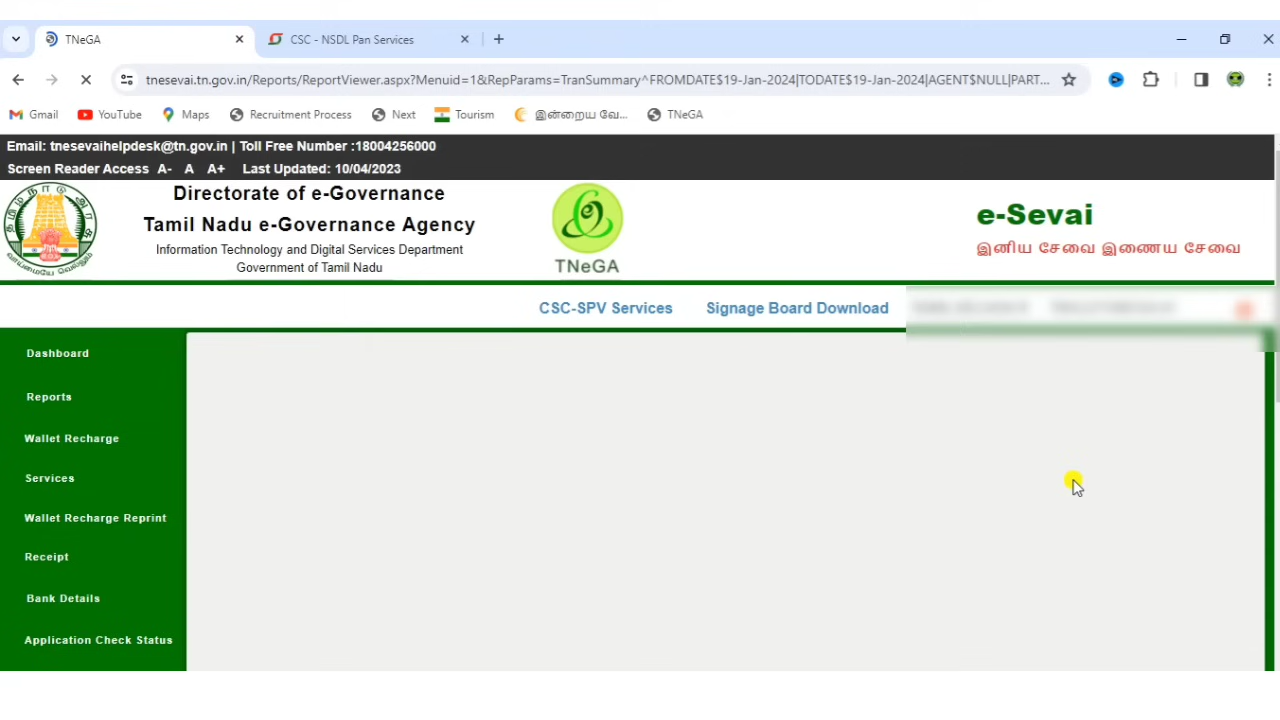 TNeGA
CSC - NSDL Pan Services
tnesevai.tn.gov.in/Reports/ReportViewer.aspx?Menuid=1&RepParams=TranSummary^FROMDATE$19-Jan-2024|TODATE$19-Jan-2024|AGENT$NULL|PART...
Gmail YouTube Maps Recruitment Process Next Tourism இன்றைய வே... TNeGA
Email: tnesevaihelpdesk@tn.gov.in | Toll Free Number :18004256000
Screen Reader Access A- A A+ Last Updated: 10/04/2023
Directorate of e-Governance
Tamil Nadu e-Governance Agency
Information Technology and Digital Services Department
Government of Tamil Nadu
TNeGA
e-Sevai
இனிய சேவை இணைய சேவை
CSC-SPV Services Signage Board Download
Dashboard
Reports
Wallet Recharge
Services
Wallet Recharge Reprint
Receipt
Bank Details
Application Check Status